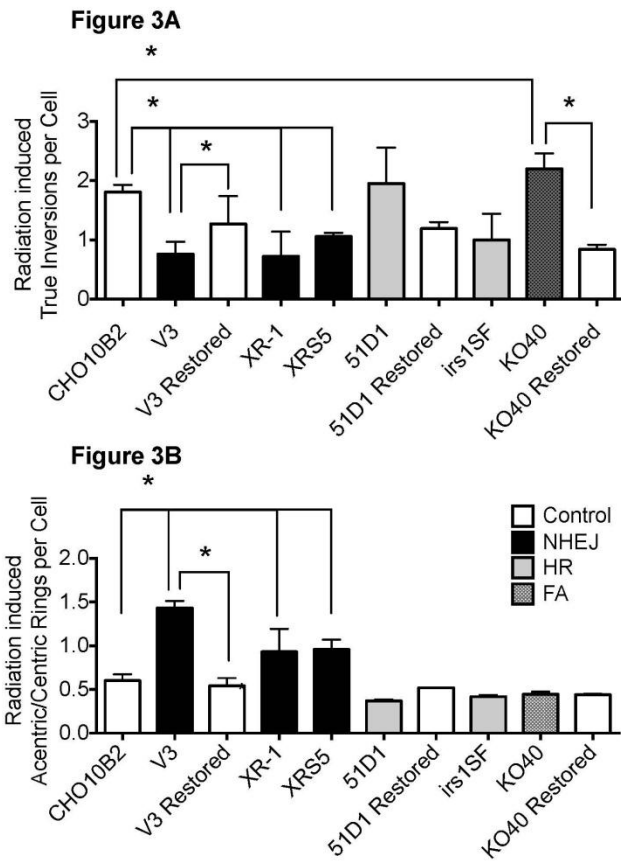 Figure 3A
*
*
*
*
Radiation induced
True Inversions per Cell
3
2
1
0
CHO10B2
V3
V3 Restored
XR-1
XRS5
51D1
51D1 Restored
irs1SF
KO40
KO40 Restored
Figure 3B
*
*
Control
NHEJ
HR
FA
Radiation induced
Acentric/Centric Rings per Cell
2.0
1.5
1.0
0.5
0.0
*
CHO10B2
V3
V3 Restored
XR-1
XRS5
51D1
51D1 Restored
irs1SF
KO40
KO40 Restored